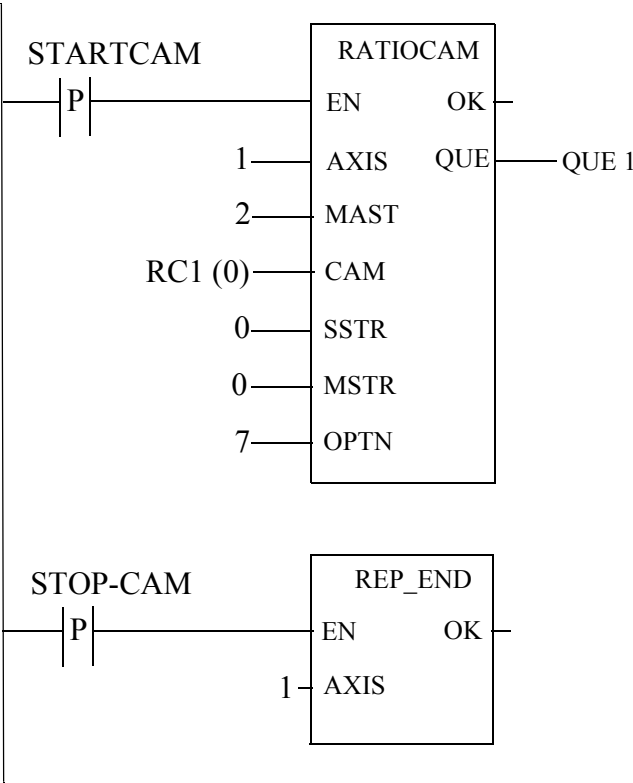 STARTCAM
RATIOCAM
P
EN OK
1 AXIS QUE QUE 1
2 MAST
RC1 (0) CAM
0 SSTR
0 MSTR
7 OPTN
STOP-CAM
REP_END
P
EN OK
1 AXIS